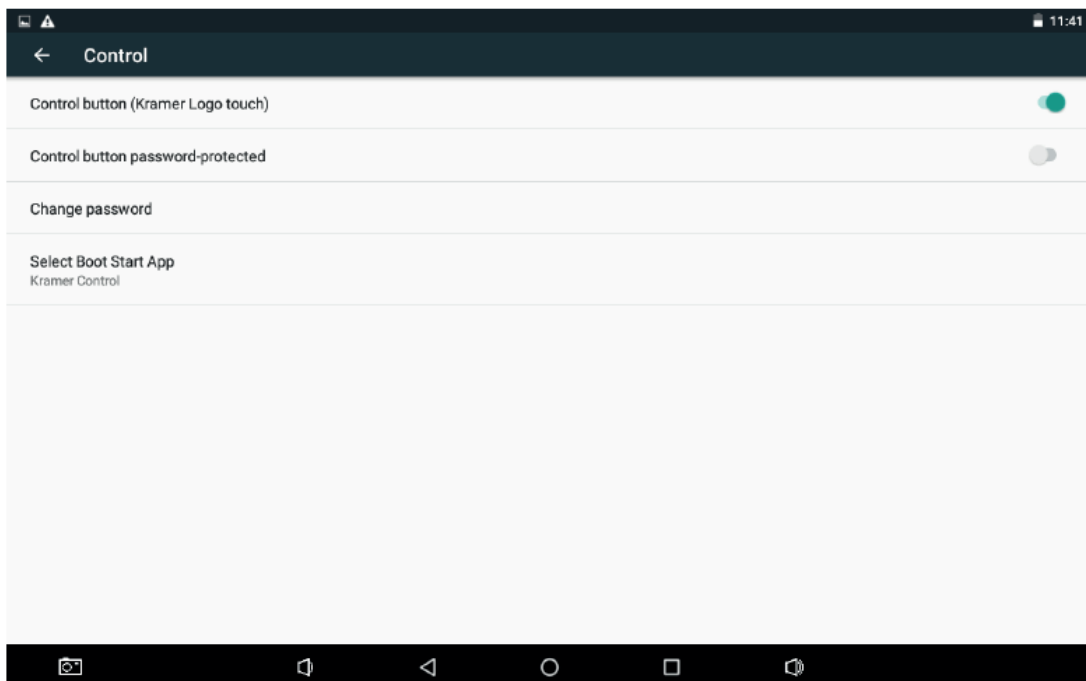 11:41
Control
Control button (Kramer Logo touch)
Control button password-protected
Change password
Select Boot Start App
Kramer Control